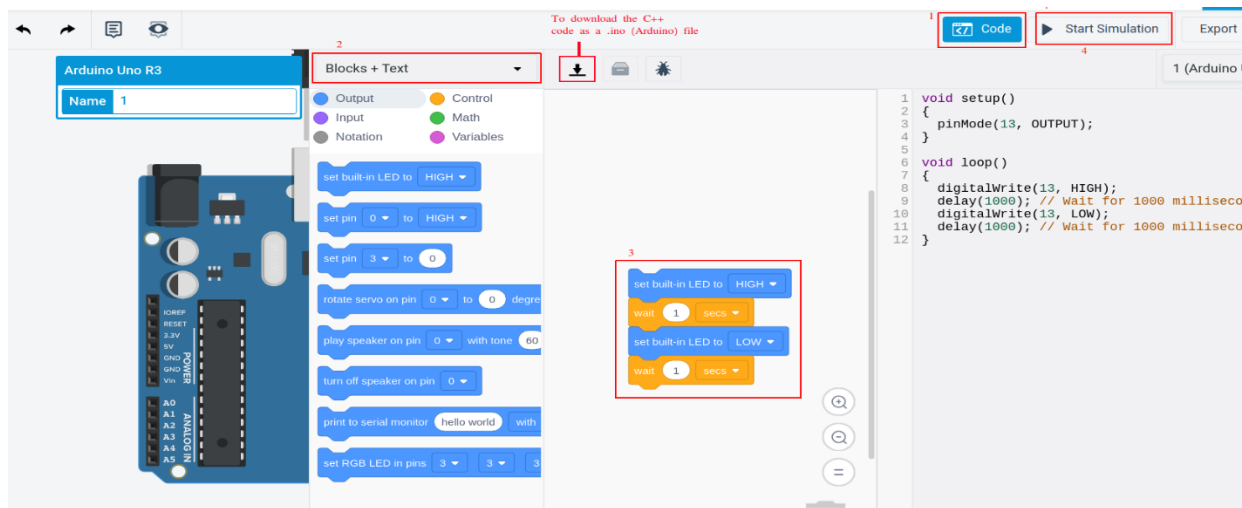 To download the C++
code as a .ino (Arduino) file
1
Code
Start Simulation
4
Export
2
Arduino Uno R3
Name 1
Blocks + Text
1 (Arduino
Output
Control
Input
Math
Notation
Variables
set built-in LED to HIGH
set pin 0 to HIGH
set pin 3 to 0
rotate servo on pin 0 to 0 degre
play speaker on pin 0 with tone 60
turn off speaker on pin 0
print to serial monitor hello world with
set RGB LED in pins 3 3 3
IOREF
RESET
3.3V
5V
GND
GND
Vin
POWER
A0
A1
A2
A3
A4
A5
ANALOG IN
3
set built-in LED to HIGH
wait 1 secs
set built-in LED to LOW
wait 1 secs
1 void setup()
2 {
3 pinMode(13, OUTPUT);
4 }
5
6 void loop()
7 {
8 digitalWrite(13, HIGH);
9 delay(1000); // Wait for 1000 milliseco
10 digitalWrite(13, LOW);
11 delay(1000); // Wait for 1000 milliseco
12 }